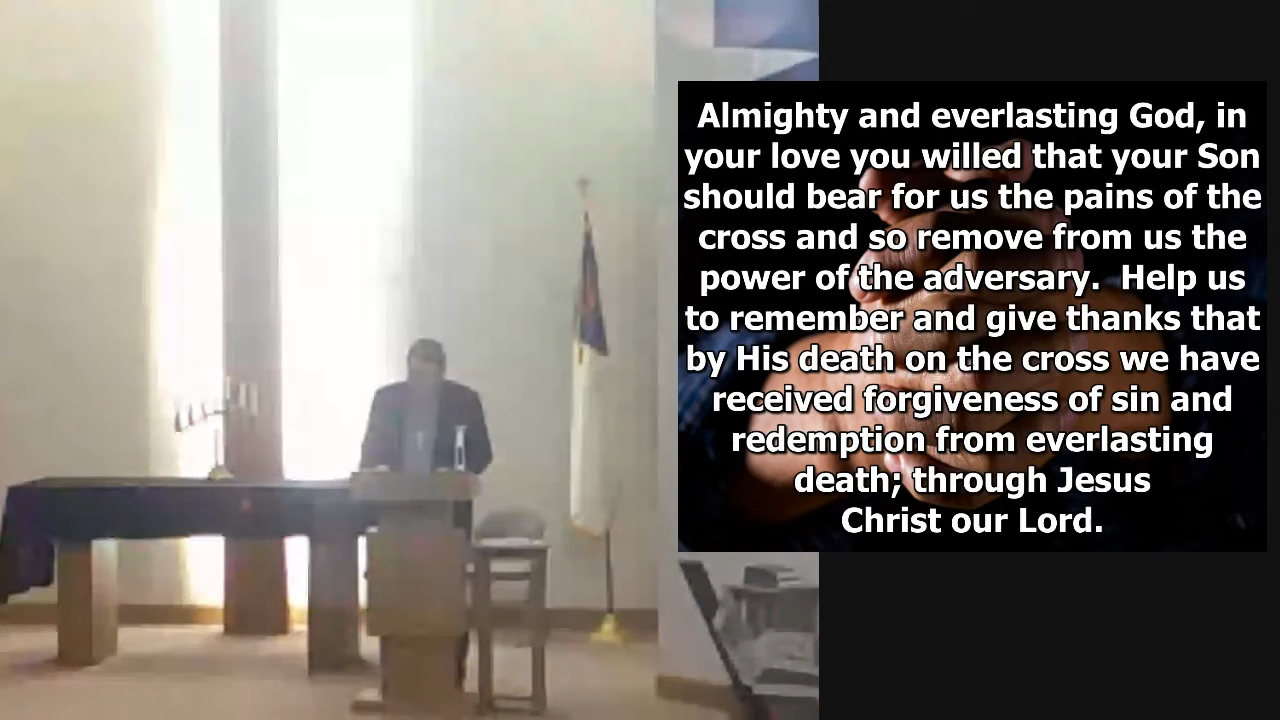 Almighty and everlasting God, in
your love you willed that your Son
should bear for us the pains of the
cross and so remove from us the
power of the adversary.  Help us
to remember and give thanks that
by His death on the cross we have
received forgiveness of sin and
redemption from everlasting
death; through Jesus
Christ our Lord.